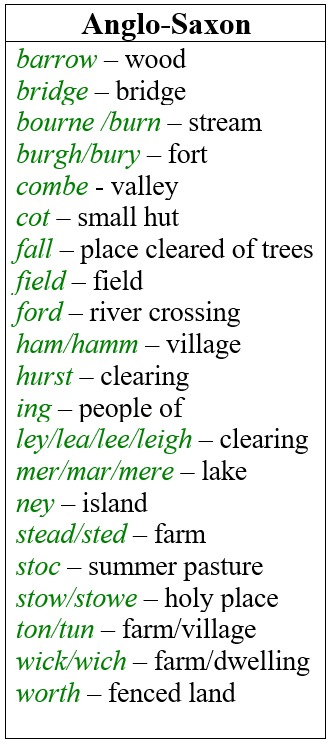 Anglo-Saxon
barrow – wood
bridge – bridge
bourne /burn – stream
burgh/bury – fort
combe - valley
cot – small hut
fall – place cleared of trees
field – field
ford – river crossing
ham/hamm – village
hurst – clearing
ing – people of
ley/lea/lee/leigh – clearing
mer/mar/mere – lake
ney – island
stead/sted – farm
stoc – summer pasture
stow/stowe – holy place
ton/tun – farm/village
wick/wich – farm/dwelling
worth – fenced land